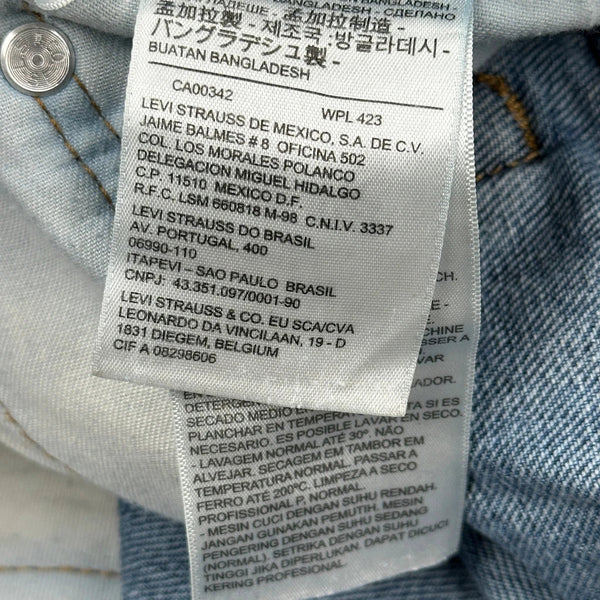 BANGLADESH - СДЕЛАНО
孟加拉製 - 孟加拉制造 -
バングラデシュ製 - 방글라데시 -
BUATAN BANGLADESH
CA00342 WPL 423
LEVI STRAUSS DE MEXICO, S.A. DE C.V.
JAIME BALMES # 8 OFICINA 502
COL. LOS MORALES POLANCO
DELEGACION MIGUEL HIDALGO
C.P. 11510 MEXICO D.F.
R.F.C. LSM 660818 M-98 C.N.I.V. 3337
LEVI STRAUSS DO BRASIL
AV. PORTUGAL, 400
06990-110
ITAPEVI - SAO PAULO BRASIL
CNPJ: 43.351.097/0001-90
LEVI STRAUSS & CO. EU SCA/CVA
LEONARDO DA VINCILAAN, 19 - D
1831 DIEGEM, BELGIUM
CIF A 08298606
SECADO MEDIO
PLANCHAR EN TEMPERATURA SI ES
NECESARIO. ES POSIBLE LAVAR EN SECO.
- LAVAGEM NORMAL ATÉ 30º. NÃO
ALVEJAR. SECAGEM EM TAMBOR EM
TEMPERATURA NORMAL. PASSAR A
FERRO ATÉ 200ºC. LIMPEZA A SECO
PROFISSIONAL P. NORMAL.
- MESIN CUCI DENGAN SUHU RENDAH.
JANGAN GUNAKAN PEMUTIH. MESIN
PENGERING DENGAN SUHU SEDANG
(NORMAL). SETRIKA DENGAN SUHU
TINGGI JIKA DIPERLUKAN. DAPAT DICUCI
KERING PROFESIONAL.